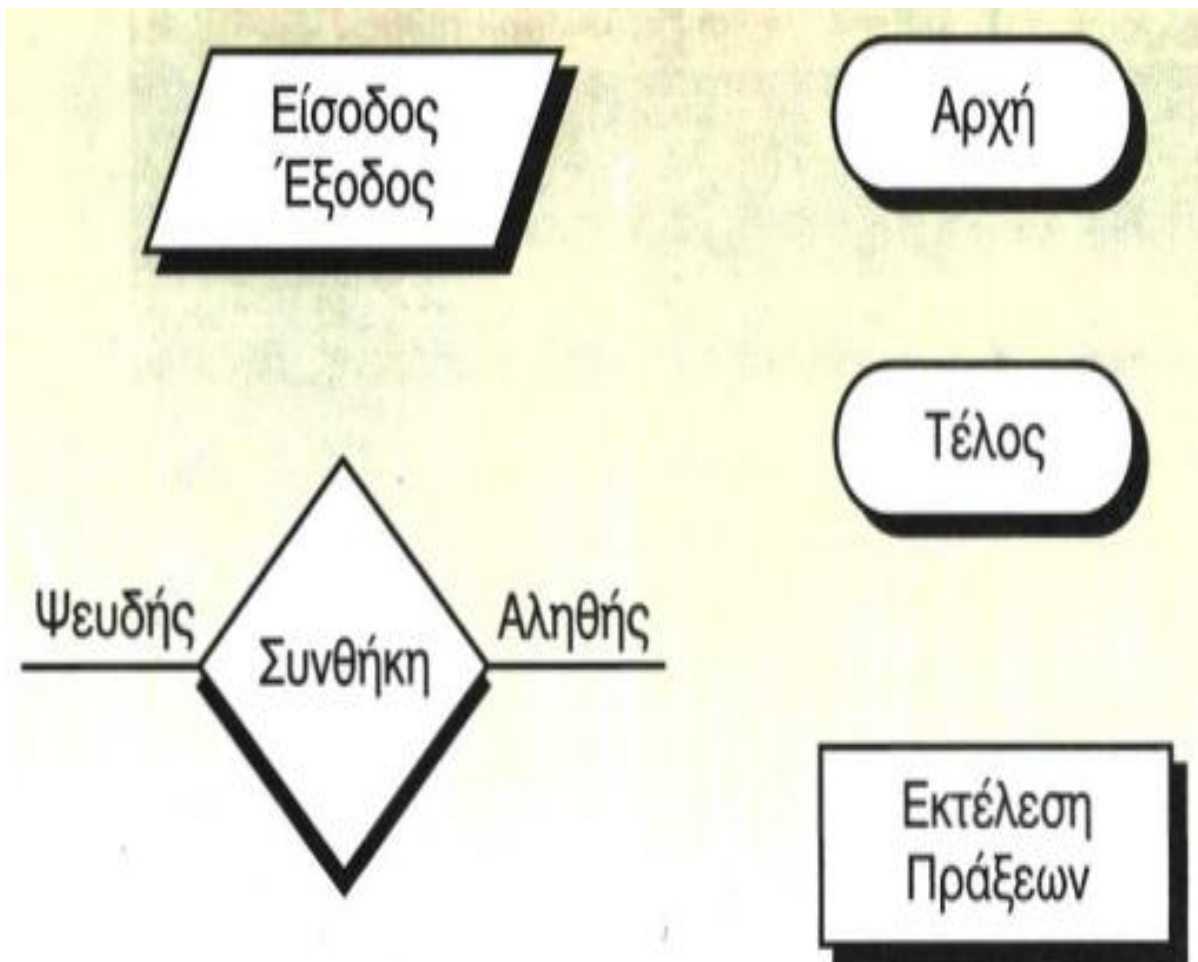 Είσοδος
Έξοδος
Αρχή
Τέλος
Ψευδής
Συνθήκη
Αληθής
Εκτέλεση
Πράξεων